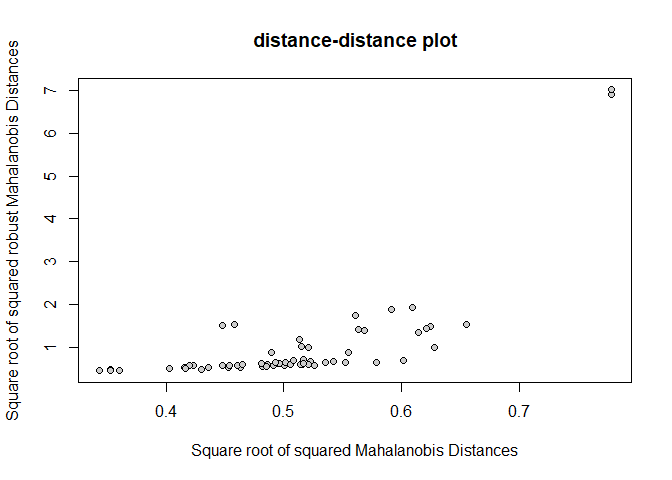 distance-distance plot
Square root of squared robust Mahalanobis Distances
7
6
5
4
3
2
1
0.4 0.5 0.6 0.7
Square root of squared Mahalanobis Distances